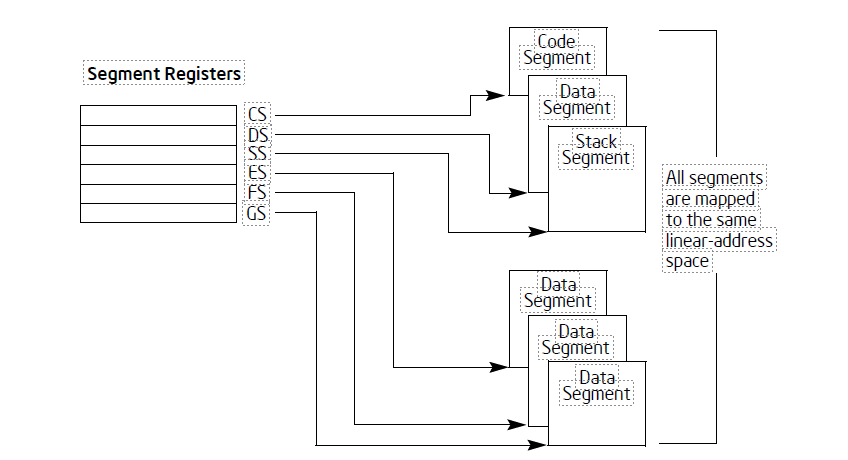 Segment Registers
CS
DS
SS
ES
FS
GS
Code
Segment
Data
Segment
Stack
Segment
Data
Segment
Data
Segment
Data
Segment
All segments
are mapped
to the same
linear-address
space